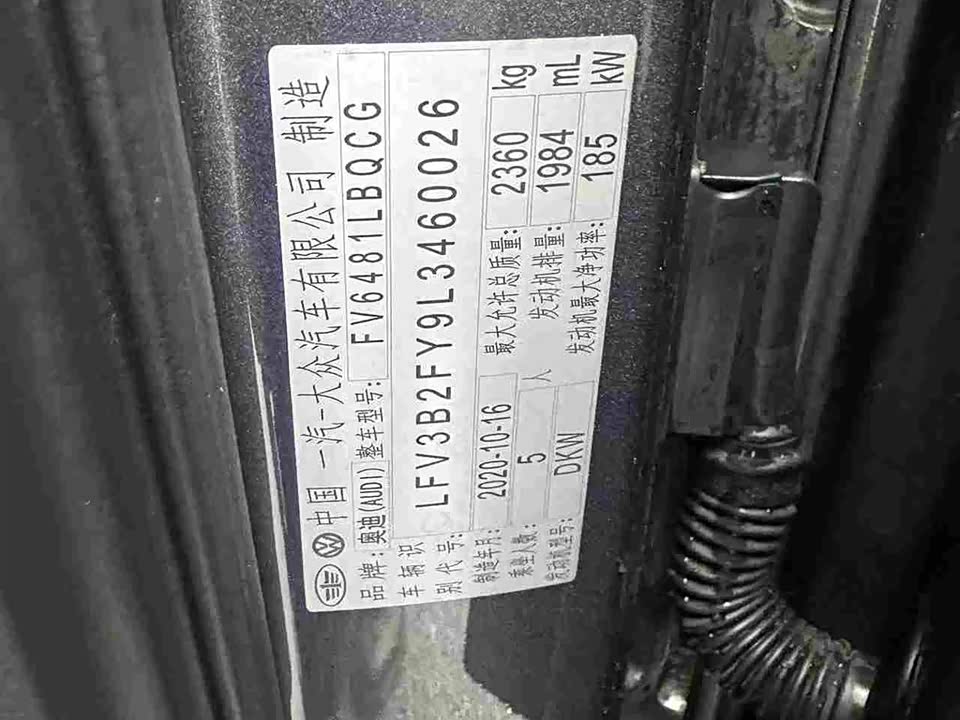 中国 一汽-大众汽车有限公司 制造
品牌: 奥迪(AUDI) 整车型号: FV6481LBQCG
车辆识
别代号: LFV3B2FY9L3460026
制造年月: 2020-10-16 最大允许总质量: 2360 kg
乘坐人数: 5 人 发动机排量: 1984 mL
发动机型号: DKW 发动机最大净功率: 185 kW